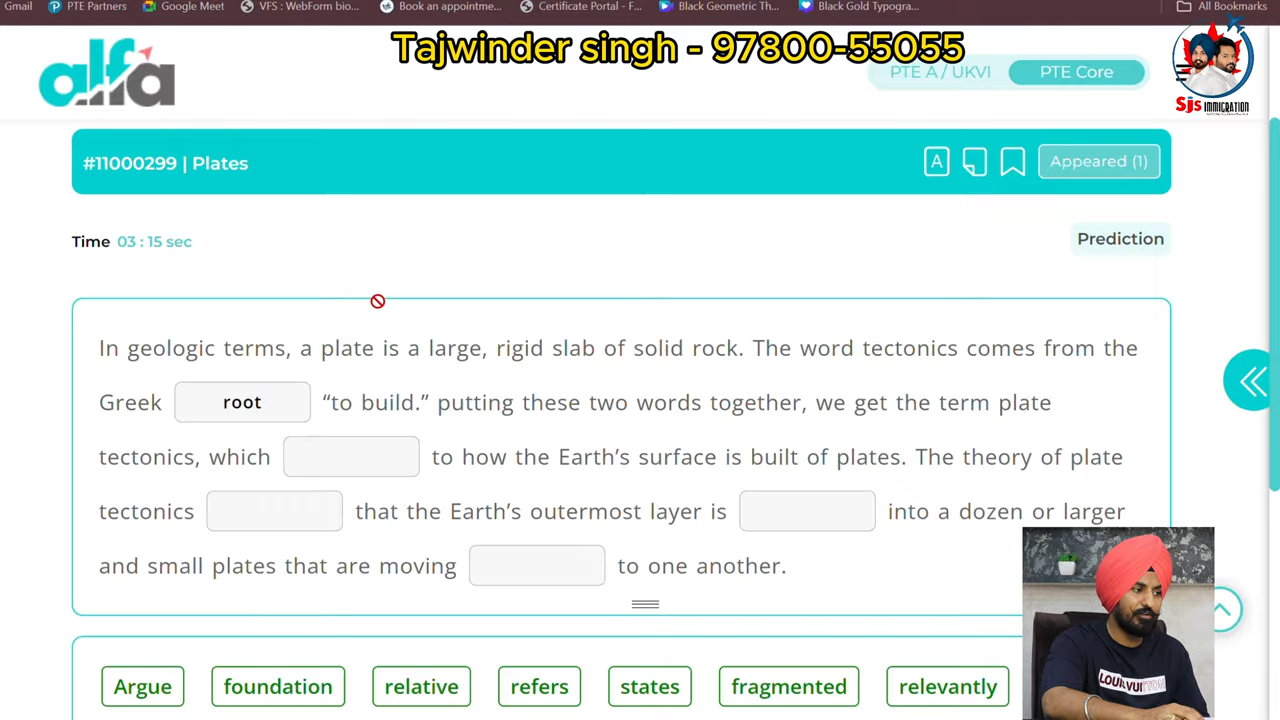 Gmail PTE Partners Google Meet VFS : WebForm bio... Book an appointme... Certificate Portal - F... Black Geometric Th... Black Gold Typogra... All Bookmarks
Tajwinder singh - 97800-55055
alfa
PTE A / UKVI PTE Core
SJS IMMIGRATION
#11000299 | Plates
A
Appeared (1)
Time 03 : 15 sec
Prediction
In geologic terms, a plate is a large, rigid slab of solid rock. The word tectonics comes from the
Greek root “to build.” putting these two words together, we get the term plate
tectonics, which to how the Earth’s surface is built of plates. The theory of plate
tectonics that the Earth’s outermost layer is into a dozen or larger
and small plates that are moving to one another.
Argue foundation relative refers states fragmented relevantly